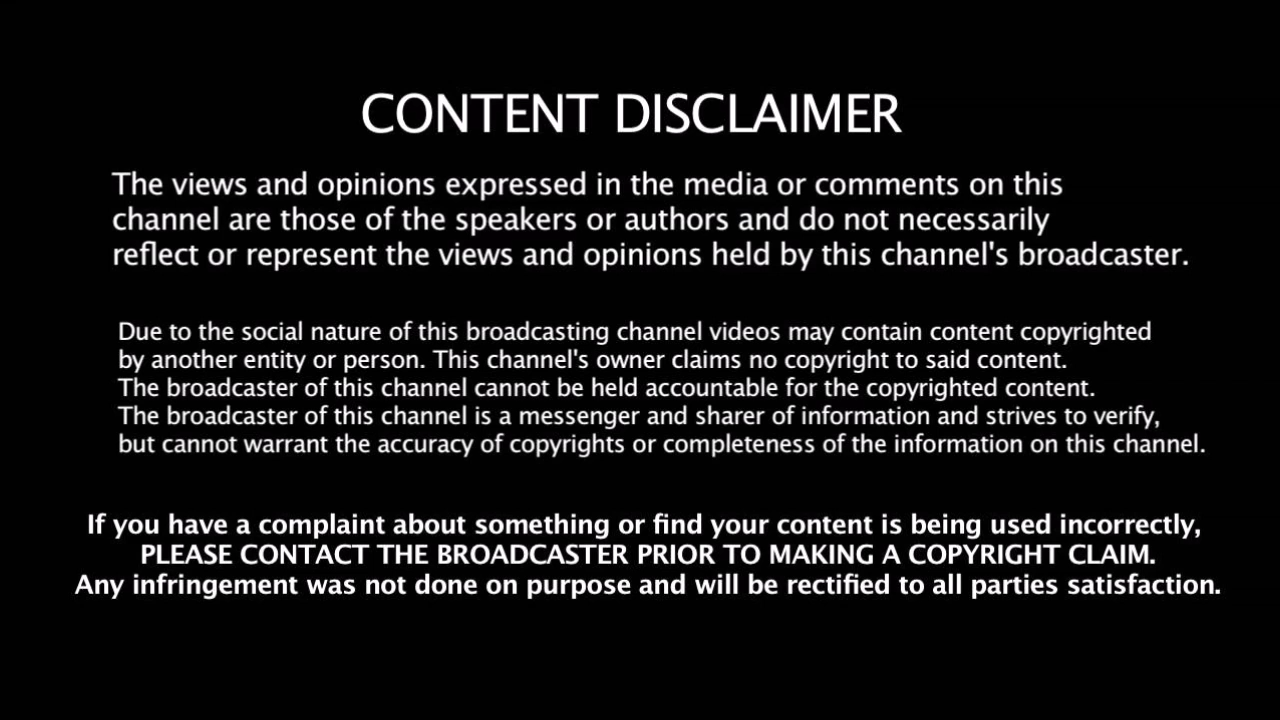 CONTENT DISCLAIMER
The views and opinions expressed in the media or comments on this
channel are those of the speakers or authors and do not necessarily
reflect or represent the views and opinions held by this channel's broadcaster.
Due to the social nature of this broadcasting channel videos may contain content copyrighted
by another entity or person. This channel's owner claims no copyright to said content.
The broadcaster of this channel cannot be held accountable for the copyrighted content.
The broadcaster of this channel is a messenger and sharer of information and strives to verify,
but cannot warrant the accuracy of copyrights or completeness of the information on this channel.
If you have a complaint about something or find your content is being used incorrectly,
PLEASE CONTACT THE BROADCASTER PRIOR TO MAKING A COPYRIGHT CLAIM.
Any infringement was not done on purpose and will be rectified to all parties satisfaction.